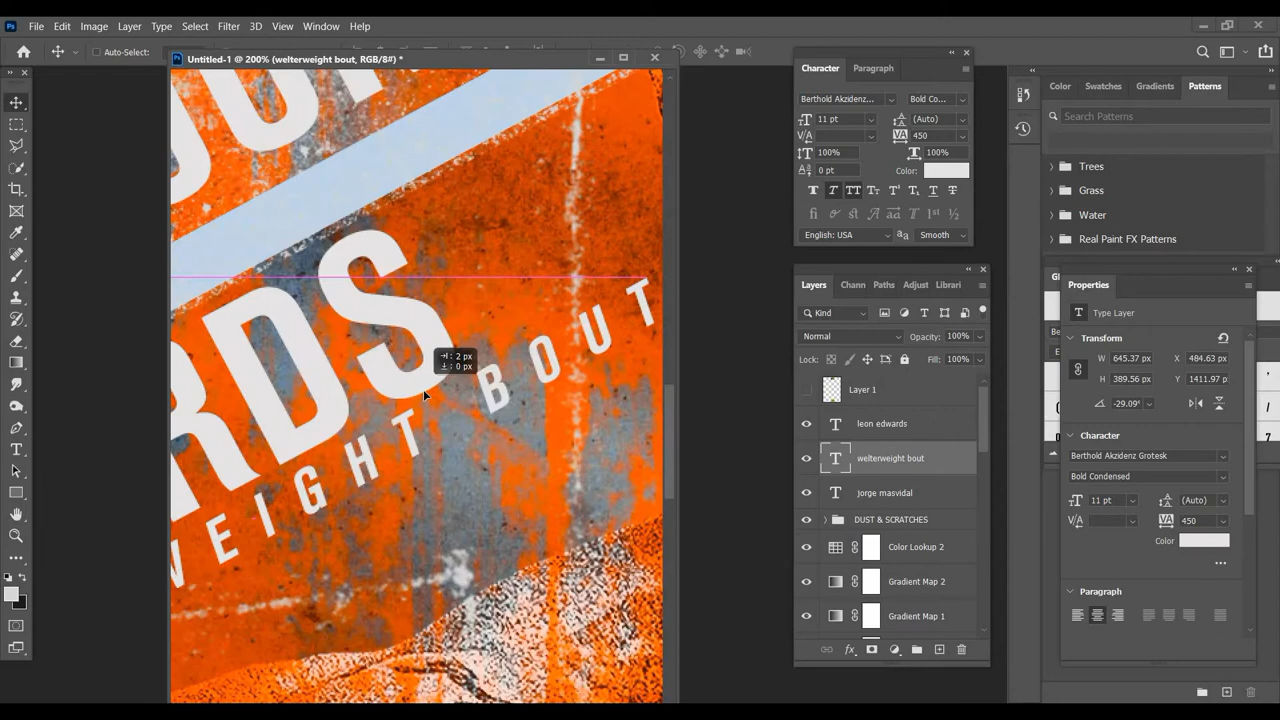 Ps
File Edit Image Layer Type Select Filter 3D View Window Help
Auto-Select:
Untitled-1 @ 200% (welterweight bout, RGB/8#) *
RDS
WEIGHT BOUT
2 px
0 px
Character Paragraph
Berthold Akzidenz... Bold Co...
11 pt (Auto)
450
100% 100%
0 pt Color:
English: USA Smooth
Layers Chann Paths Adjust Librari
Kind
Normal Opacity: 100%
Lock: Fill: 100%
Layer 1
leon edwards
welterweight bout
jorge masvidal
DUST & SCRATCHES
Color Lookup 2
Gradient Map 2
Gradient Map 1
Color Swatches Gradients Patterns
Search Patterns
Trees
Grass
Water
Real Paint FX Patterns
Properties
Type Layer
Transform
W 645.37 px X 484.63 px
H 389.56 px Y 1411.97 px
-29.09°
Character
Berthold Akzidenz Grotesk
Bold Condensed
11 pt (Auto)
450
Color
Paragraph